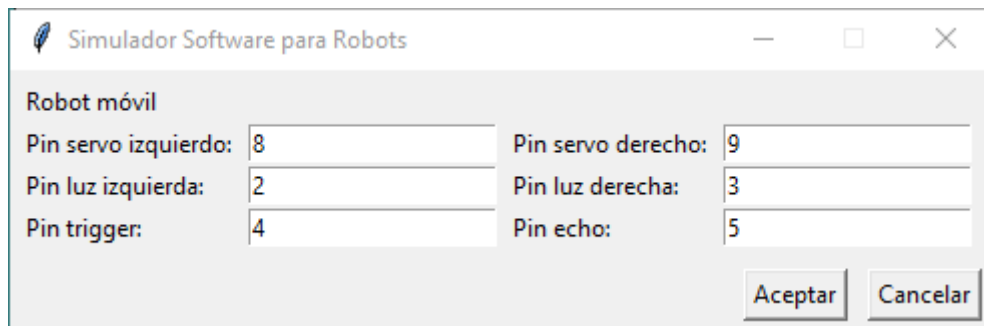 Simulador Software para Robots
Robot móvil
Pin servo izquierdo: 8 Pin servo derecho: 9
Pin luz izquierda: 2 Pin luz derecha: 3
Pin trigger: 4 Pin echo: 5
Aceptar Cancelar